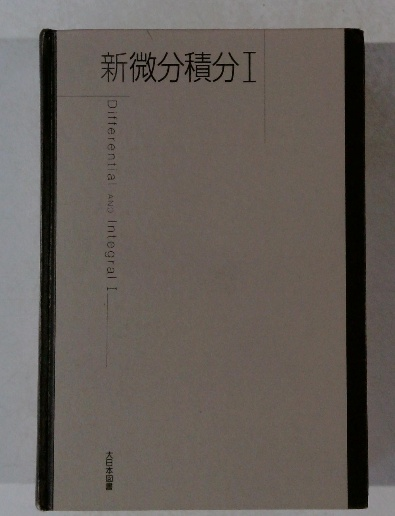 新微分積分Ⅰ
Differential AND Integral I
大日本図書